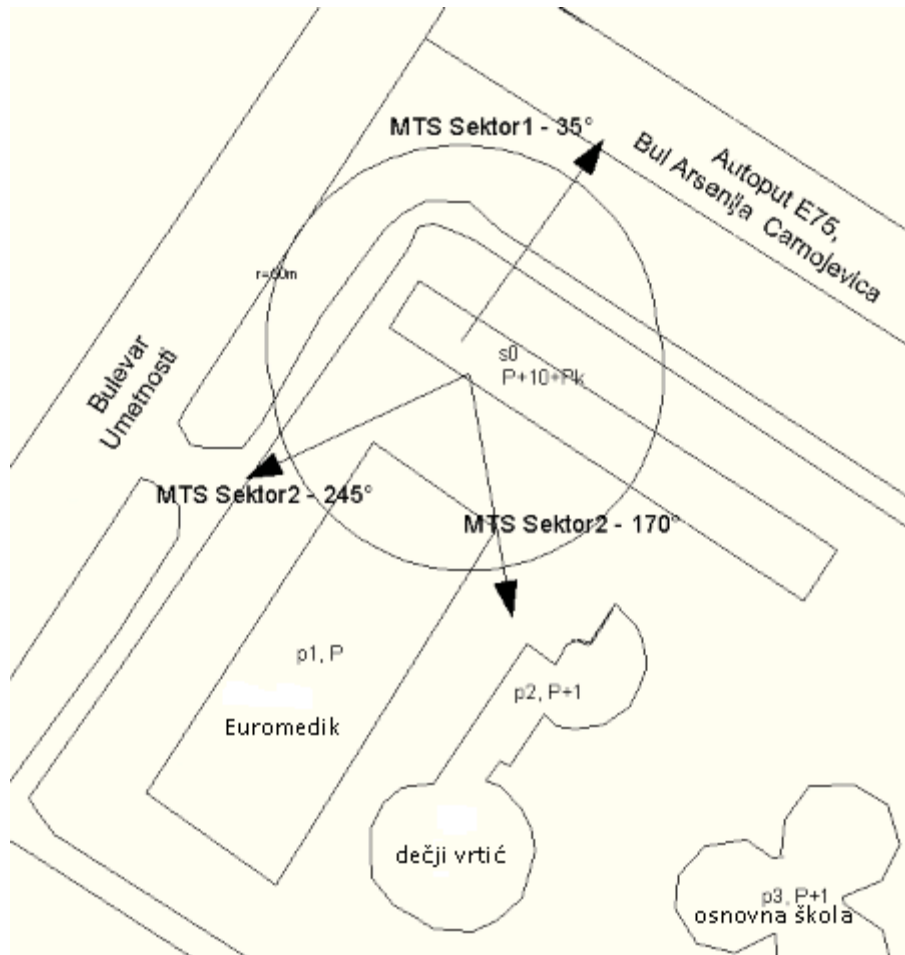 MTS Sektor1 - 35°
Autoput E75,
Bul Arsenija Carnojevica
r=60m
Bulevar
Umetnosti
s0
P+10+Pk
MTS Sektor2 - 245°
MTS Sektor2 - 170°
p1, P
Euromedik
p2, P+1
dečji vrtić
p3, P+1
osnovna škola